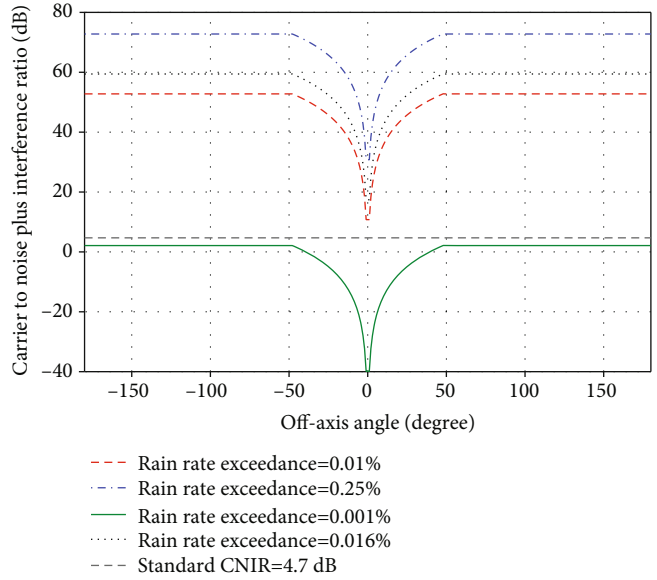 Carrier to noise plus interference ratio (dB)
80
60
40
20
0
−20
−40
−150
−100
−50
0
50
100
150
Off-axis angle (degree)
Rain rate exceedance=0.01%
Rain rate exceedance=0.25%
Rain rate exceedance=0.001%
Rain rate exceedance=0.016%
Standard CNIR=4.7 dB